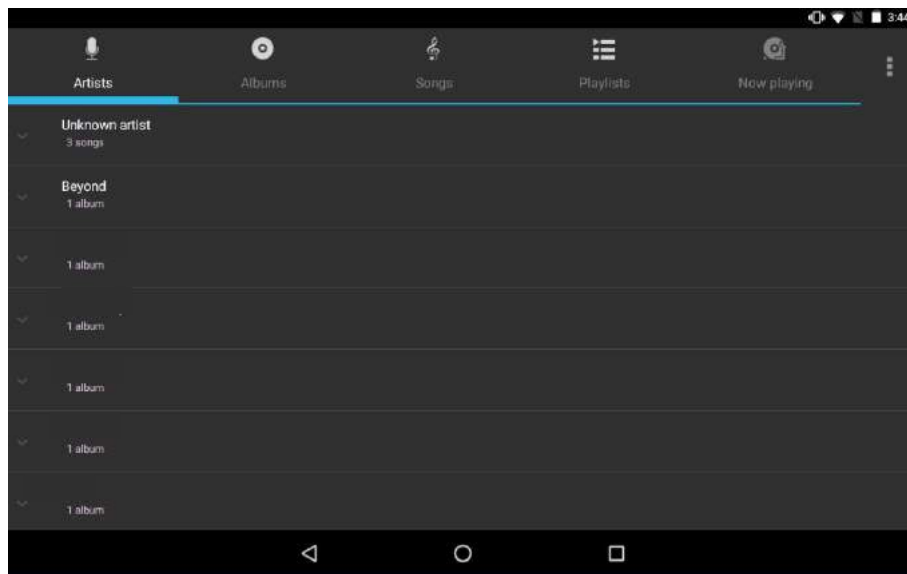 3:44
Artists
Albums
Songs
Playlists
Now playing
Unknown artist
3 songs
Beyond
1 album
1 album
1 album
1 album
1 album
1 album